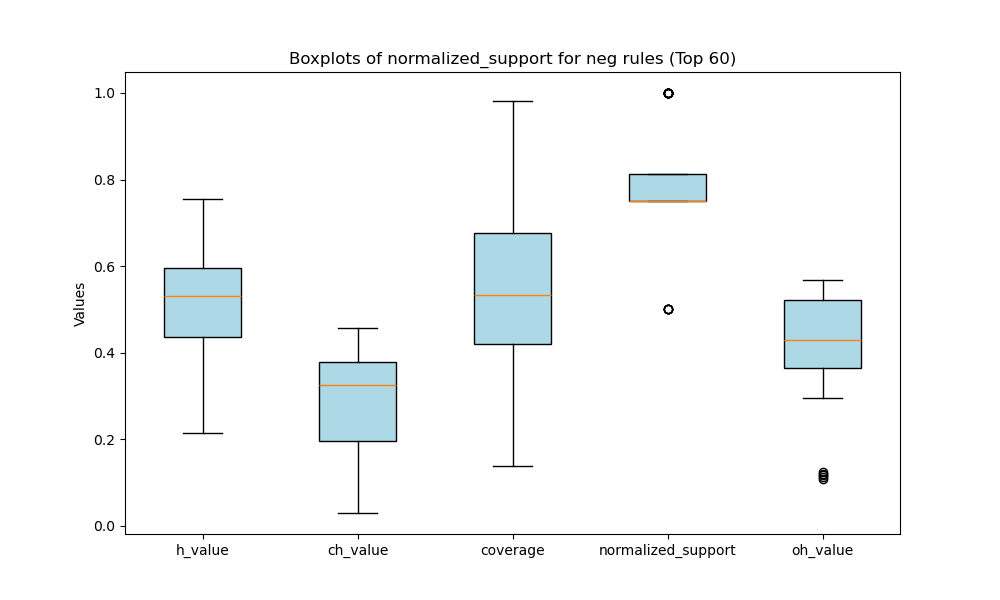 Boxplots of normalized_support for neg rules (Top 60)
Values
1.0
0.8
0.6
0.4
0.2
0.0
h_value
ch_value
coverage
normalized_support
oh_value